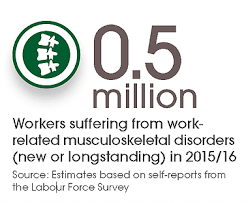 0.5
million
Workers suffering from work-
related musculoskeletal disorders
(new or longstanding) in 2015/16
Source: Estimates based on self-reports from
the Labour Force Survey